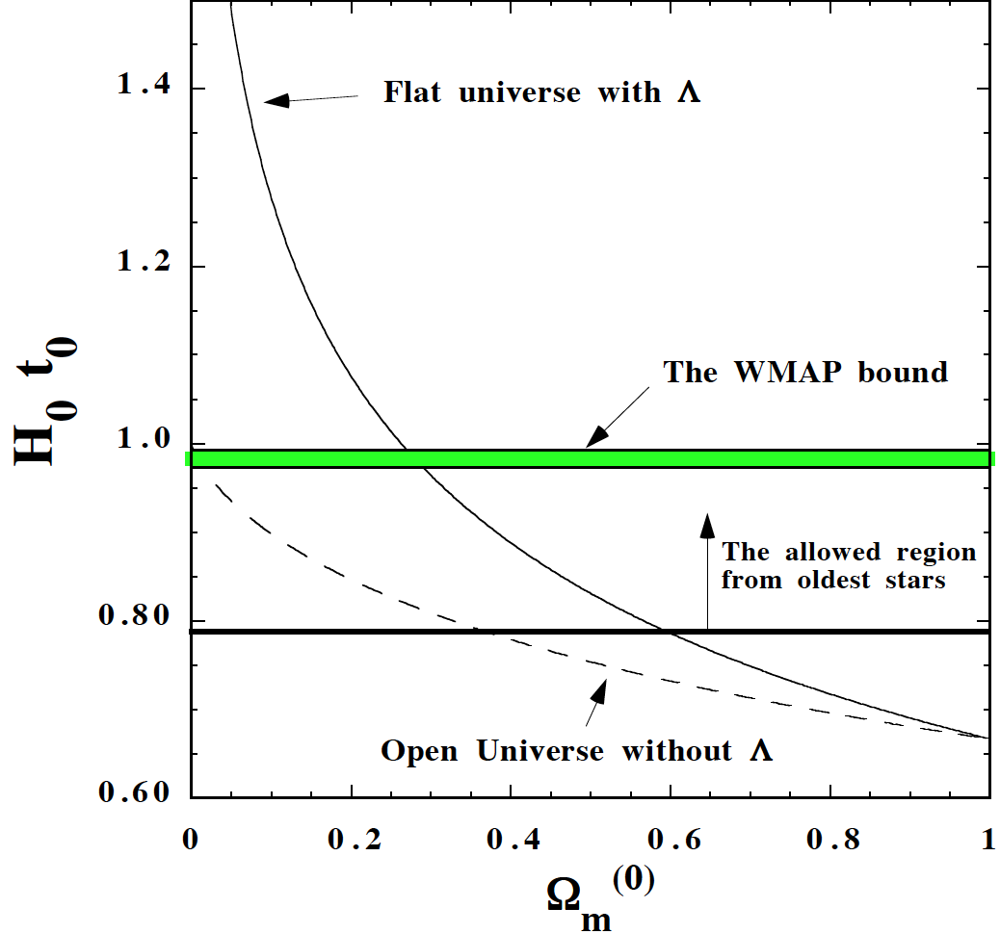 1.4
Flat universe with Λ
1.2
H₀ t₀
The WMAP bound
1.0
The allowed region
from oldest stars
0.80
Open Universe without Λ
0.60
0
0.2
0.4
0.6
0.8
1
Ωₘ⁽⁰⁾